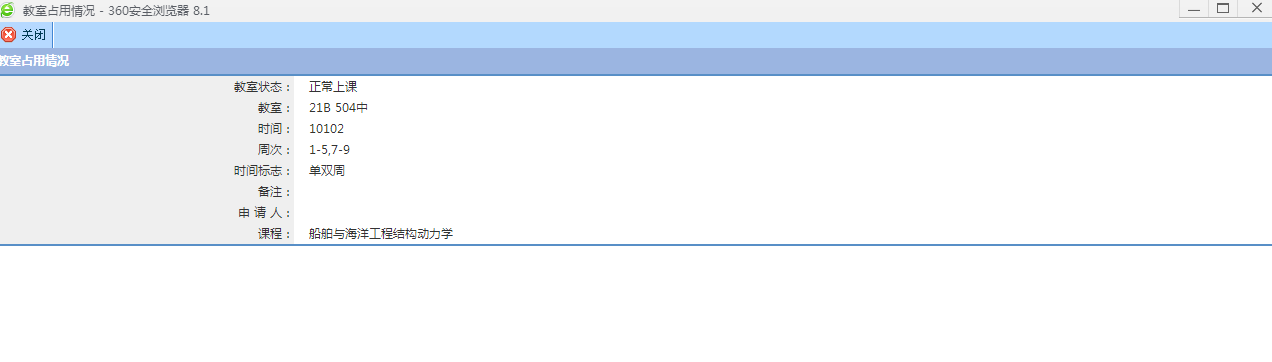 教室占用情况 - 360安全浏览器 8.1
关闭
教室占用情况
教室状态： 正常上课
教室： 21B 504中
时间： 10102
周次： 1-5,7-9
时间标志： 单双周
备注：
申 请 人：
课程： 船舶与海洋工程结构动力学